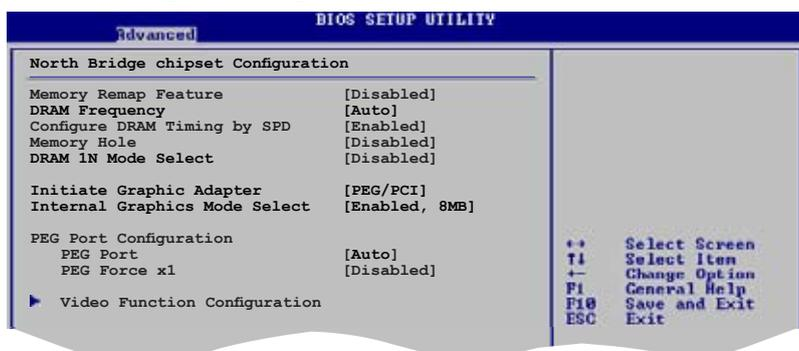 BIOS SETUP UTILITY
Advanced
North Bridge chipset Configuration
Memory Remap Feature [Disabled]
DRAM Frequency [Auto]
Configure DRAM Timing by SPD [Enabled]
Memory Hole [Disabled]
DRAM 1N Mode Select [Disabled]
Initiate Graphic Adapter [PEG/PCI]
Internal Graphics Mode Select [Enabled, 8MB]
PEG Port Configuration
PEG Port [Auto]
PEG Force x1 [Disabled]
Video Function Configuration
↔ Select Screen
↑↓ Select Item
+- Change Option
F1 General Help
F10 Save and Exit
ESC Exit